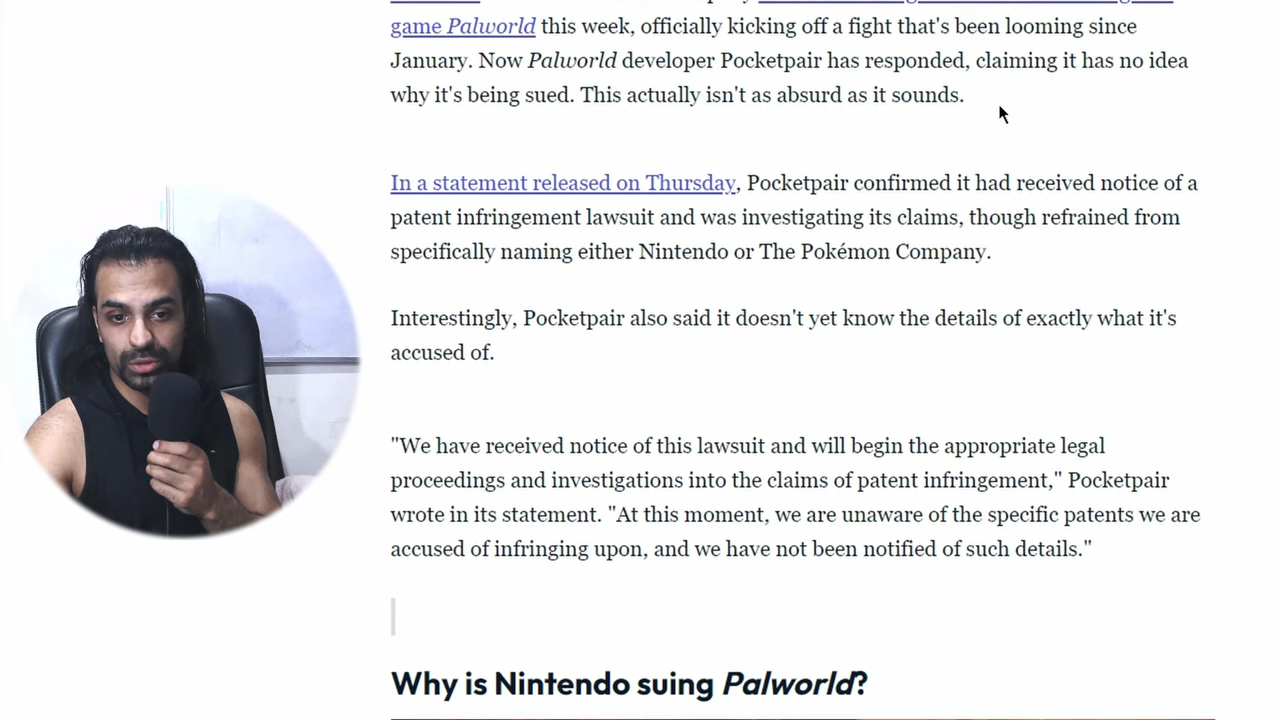 game Palworld this week, officially kicking off a fight that's been looming since
January. Now Palworld developer Pocketpair has responded, claiming it has no idea
why it's being sued. This actually isn't as absurd as it sounds.
In a statement released on Thursday, Pocketpair confirmed it had received notice of a
patent infringement lawsuit and was investigating its claims, though refrained from
specifically naming either Nintendo or The Pokémon Company.
Interestingly, Pocketpair also said it doesn't yet know the details of exactly what it's
accused of.
"We have received notice of this lawsuit and will begin the appropriate legal
proceedings and investigations into the claims of patent infringement," Pocketpair
wrote in its statement. "At this moment, we are unaware of the specific patents we are
accused of infringing upon, and we have not been notified of such details."
Why is Nintendo suing Palworld?